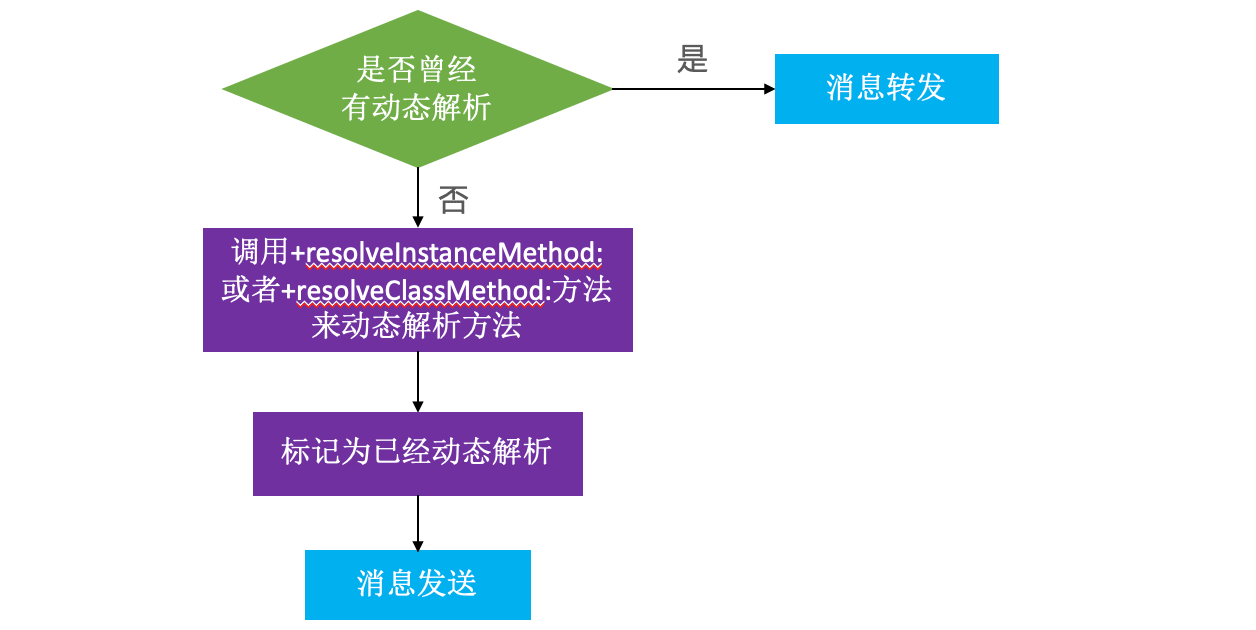 是否曾经
有动态解析
是
消息转发
否
调用+resolveInstanceMethod:
或者+resolveClassMethod:方法
来动态解析方法
标记为已经动态解析
消息发送